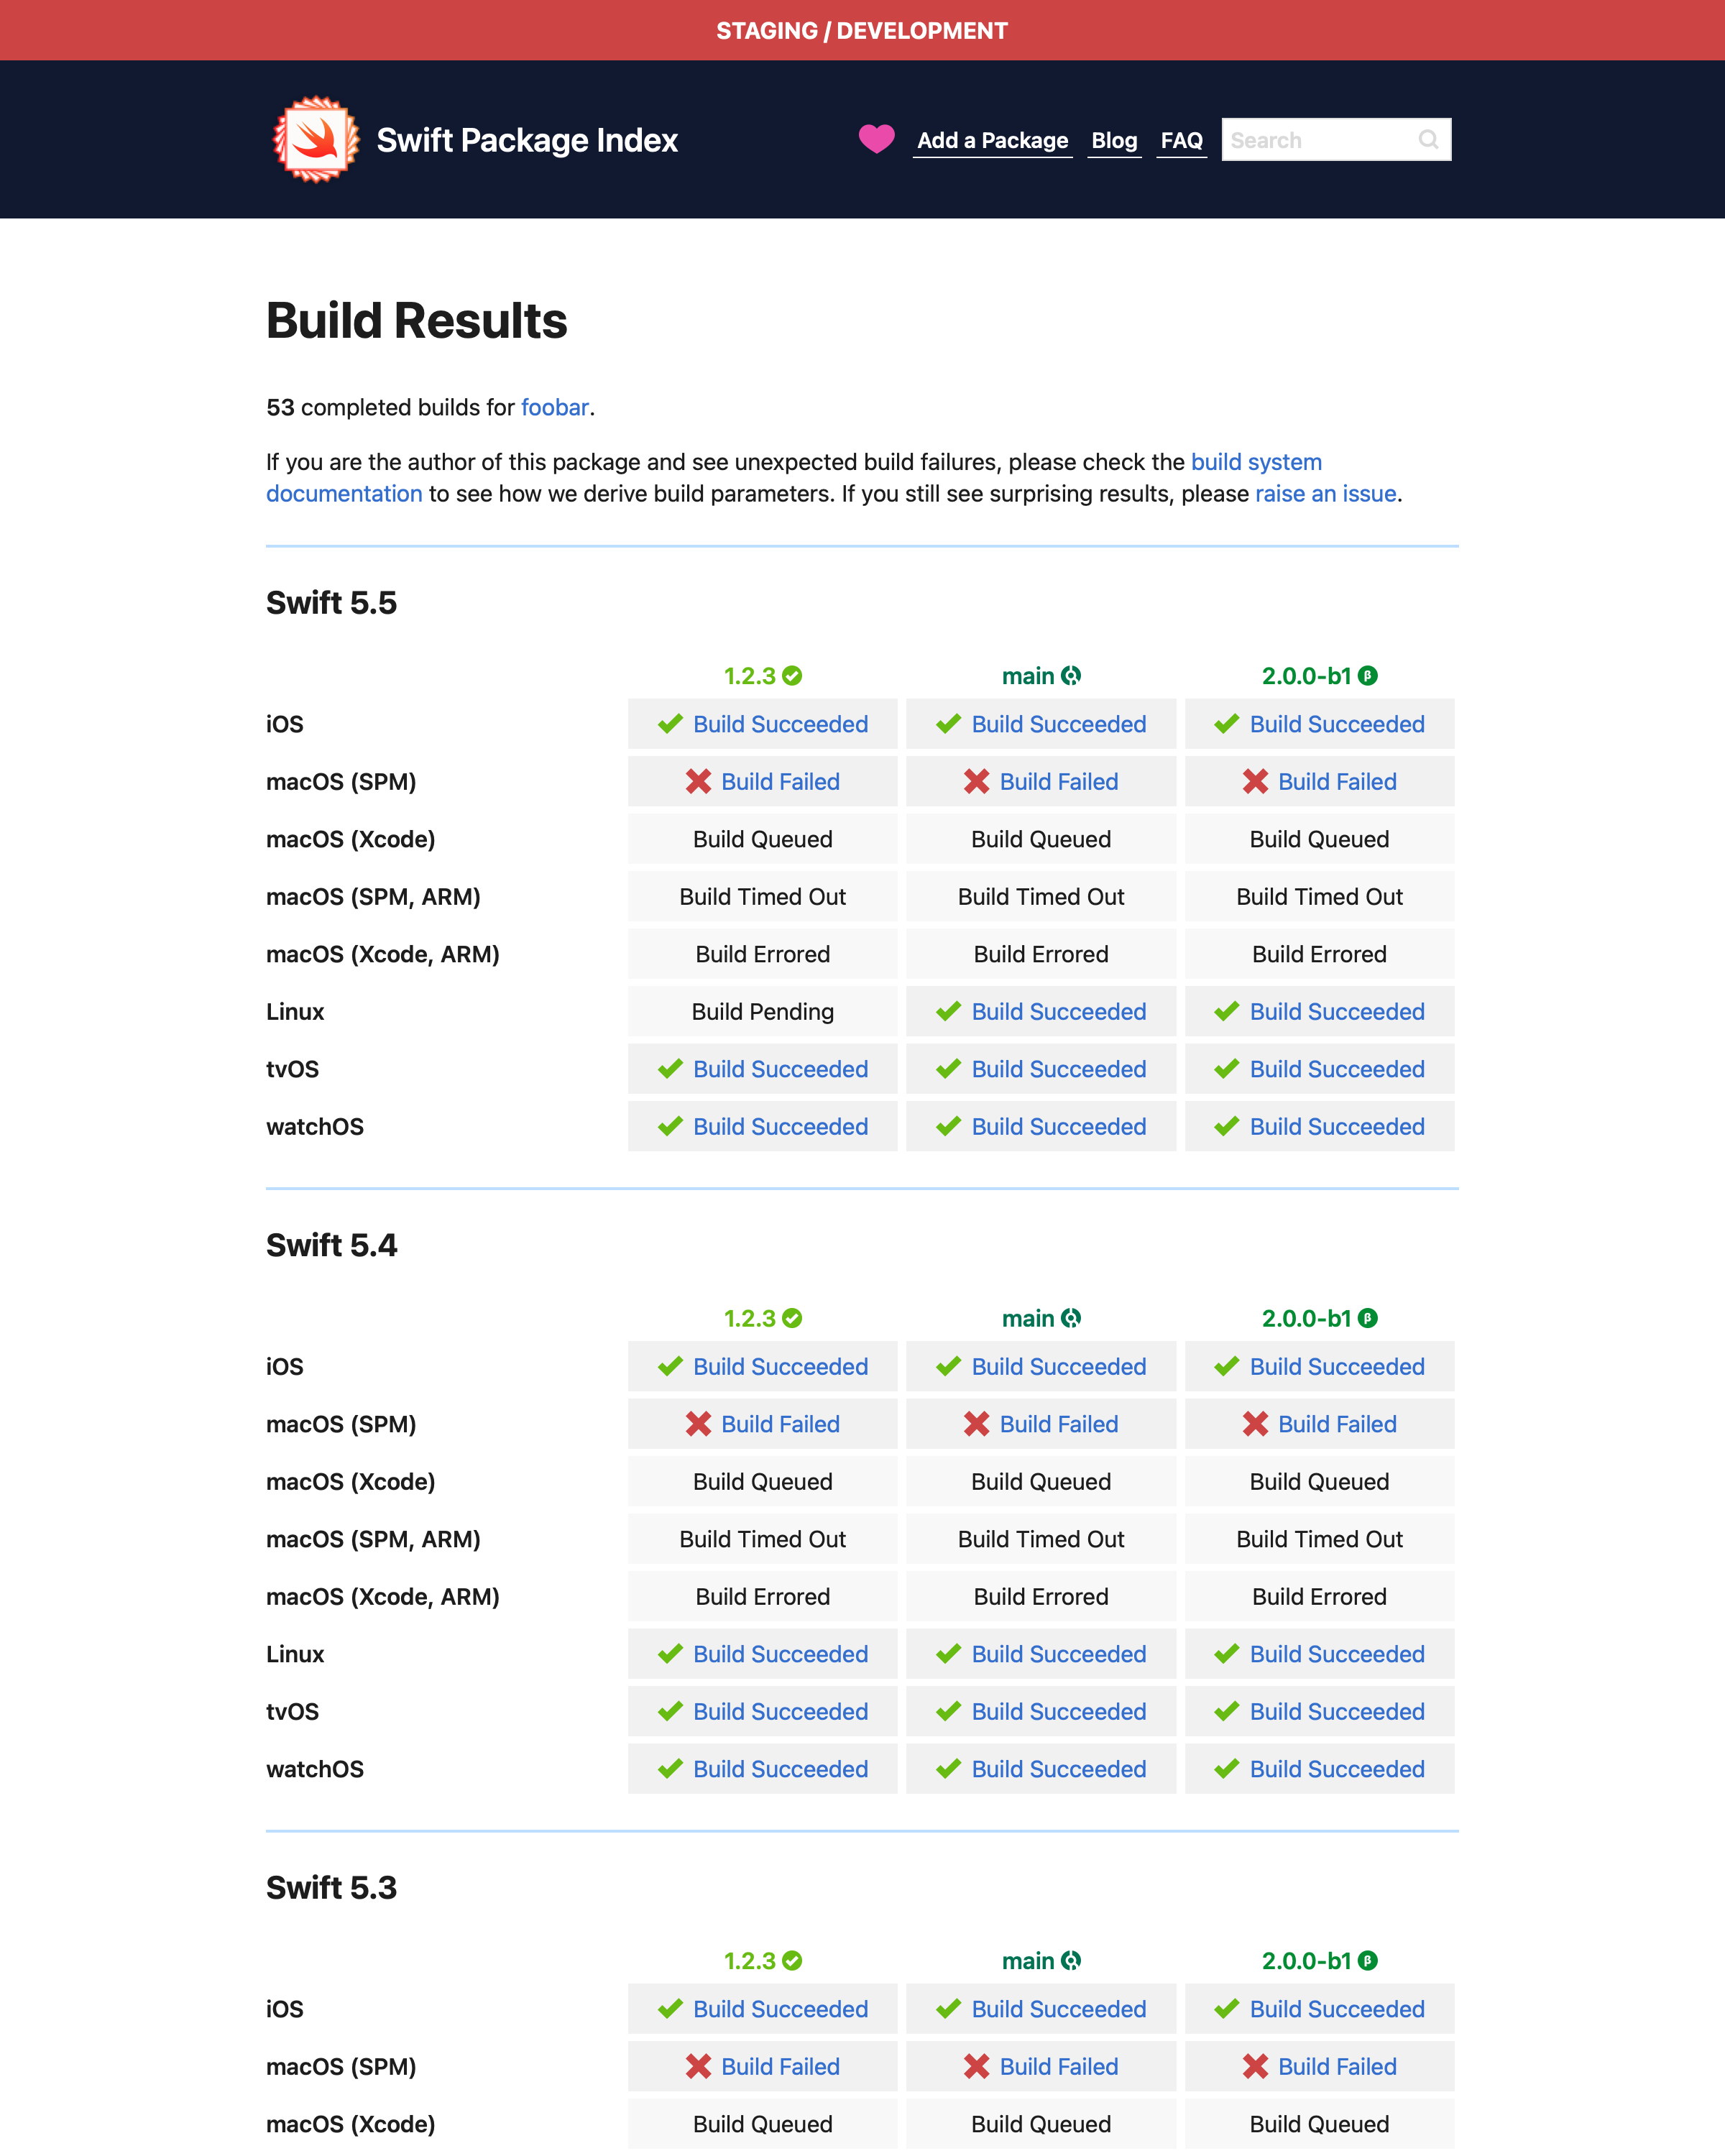 STAGING / DEVELOPMENT
Swift Package Index
Add a Package Blog FAQ Search
Build Results
53 completed builds for foobar.
If you are the author of this package and see unexpected build failures, please check the build system
documentation to see how we derive build parameters. If you still see surprising results, please raise an issue.
Swift 5.5
1.2.3 main 2.0.0-b1 β
iOS Build Succeeded Build Succeeded Build Succeeded
macOS (SPM) Build Failed Build Failed Build Failed
macOS (Xcode) Build Queued Build Queued Build Queued
macOS (SPM, ARM) Build Timed Out Build Timed Out Build Timed Out
macOS (Xcode, ARM) Build Errored Build Errored Build Errored
Linux Build Pending Build Succeeded Build Succeeded
tvOS Build Succeeded Build Succeeded Build Succeeded
watchOS Build Succeeded Build Succeeded Build Succeeded
Swift 5.4
1.2.3 main 2.0.0-b1 β
iOS Build Succeeded Build Succeeded Build Succeeded
macOS (SPM) Build Failed Build Failed Build Failed
macOS (Xcode) Build Queued Build Queued Build Queued
macOS (SPM, ARM) Build Timed Out Build Timed Out Build Timed Out
macOS (Xcode, ARM) Build Errored Build Errored Build Errored
Linux Build Succeeded Build Succeeded Build Succeeded
tvOS Build Succeeded Build Succeeded Build Succeeded
watchOS Build Succeeded Build Succeeded Build Succeeded
Swift 5.3
1.2.3 main 2.0.0-b1 β
iOS Build Succeeded Build Succeeded Build Succeeded
macOS (SPM) Build Failed Build Failed Build Failed
macOS (Xcode) Build Queued Build Queued Build Queued